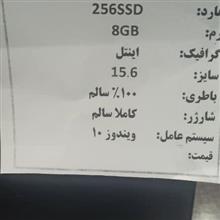 هارد: 256SSD
رم: 8GB
گرافیک: اینتل
سایز: 15.6
باطری: ۱۰۰٪ سالم
شارژر: کاملا سالم
سیستم عامل: ویندوز ۱۰
قیمت: